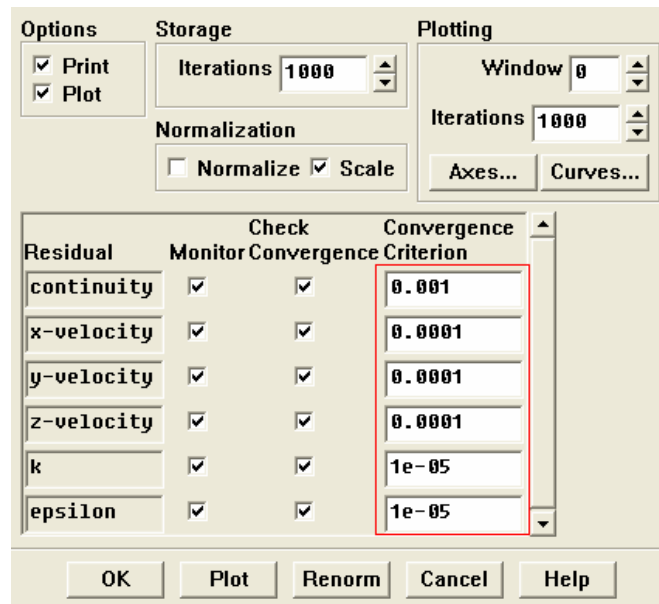 Options
Print
Plot
Storage
Iterations 1000
Normalization
Normalize Scale
Plotting
Window 0
Iterations 1000
Axes... Curves...
Residual Monitor Check Convergence Convergence Criterion
continuity 0.001
x-velocity 0.0001
y-velocity 0.0001
z-velocity 0.0001
k 1e-05
epsilon 1e-05
OK Plot Renorm Cancel Help